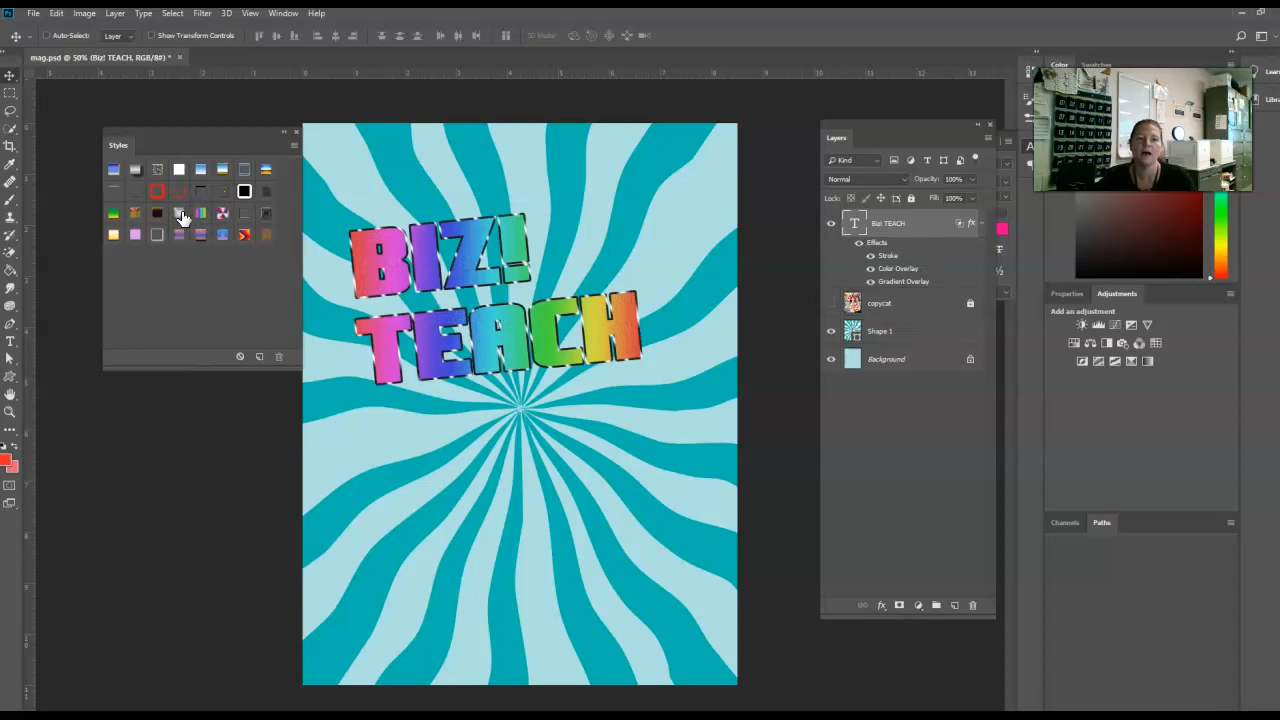 Ps File Edit Image Layer Type Select Filter 3D View Window Help
Auto-Select: Layer Show Transform Controls 3D Mode:
mag.psd @ 50% (Biz! TEACH, RGB/8#) *
Color Swatches
Learn
Styles
Layers
Kind
Normal Opacity: 100%
Lock: Fill: 100%
Biz! TEACH fx
Effects
Stroke
Color Overlay
Gradient Overlay
copycat
Shape 1
Background
BIZ!
TEACH
Properties Adjustments
Add an adjustment
Channels Paths